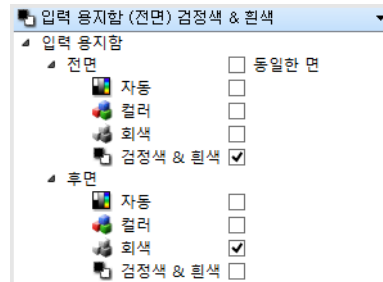 입력 용지함 (전면) 검정색 & 흰색
입력 용지함
전면 동일한 면
자동
컬러
회색
검정색 & 흰색
후면
자동
컬러
회색
검정색 & 흰색